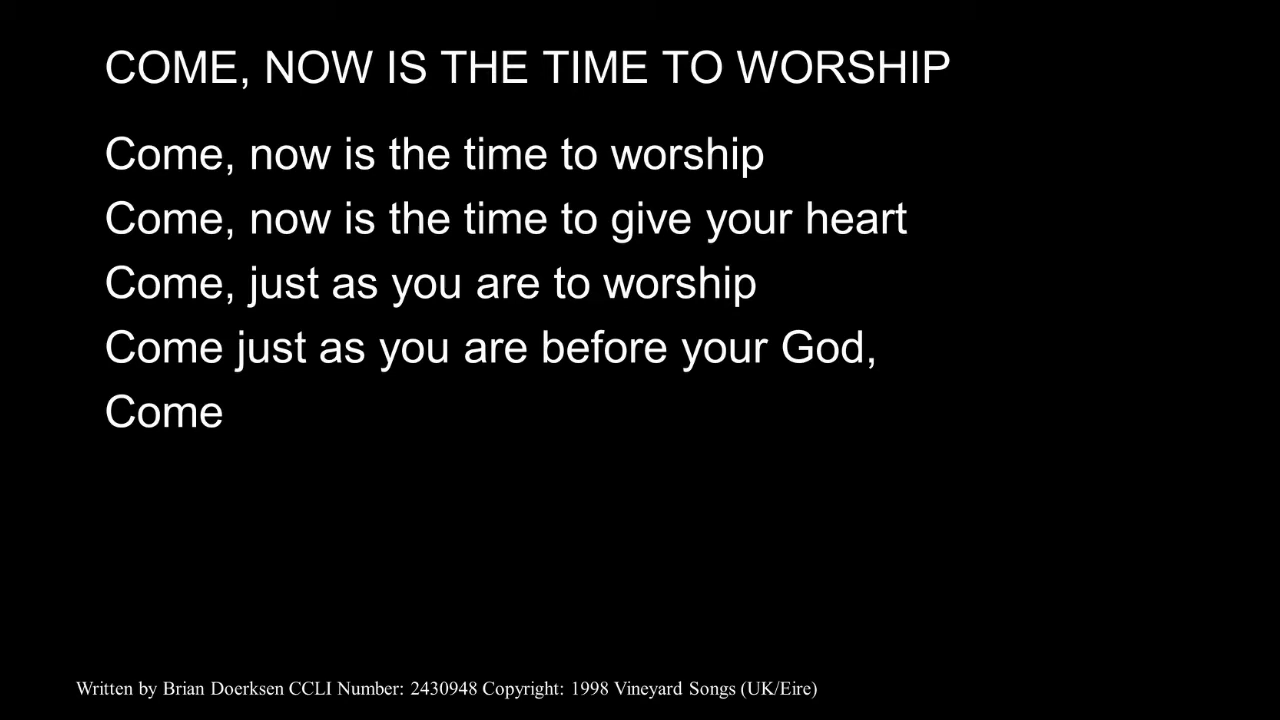 COME, NOW IS THE TIME TO WORSHIP
Come, now is the time to worship
Come, now is the time to give your heart
Come, just as you are to worship
Come just as you are before your God,
Come
Written by Brian Doerksen CCLI Number: 2430948 Copyright: 1998 Vineyard Songs (UK/Eire)